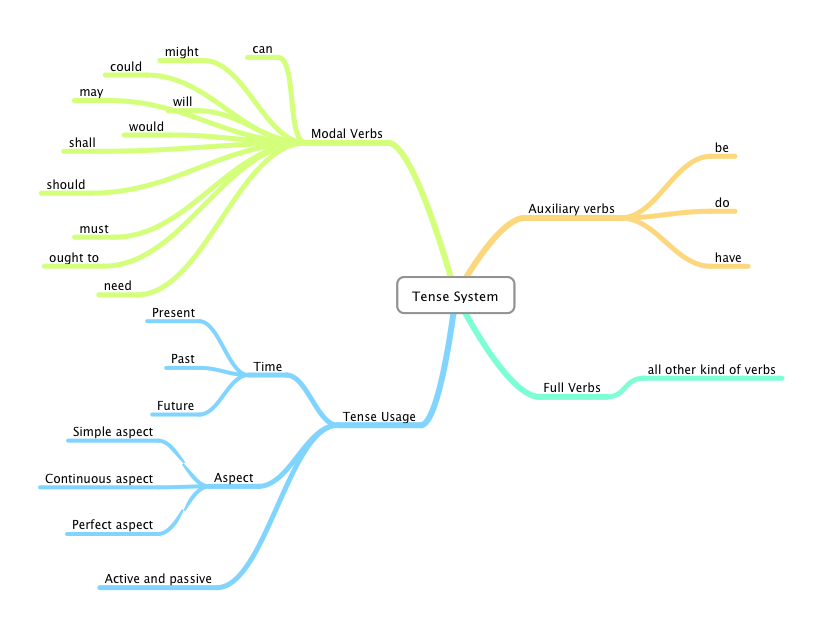 can
might
could
may
will
would
shall
should
must
ought to
need
Modal Verbs
Auxiliary verbs
be
do
have
Tense System
Full Verbs
all other kind of verbs
Tense Usage
Time
Present
Past
Future
Aspect
Simple aspect
Continuous aspect
Perfect aspect
Active and passive